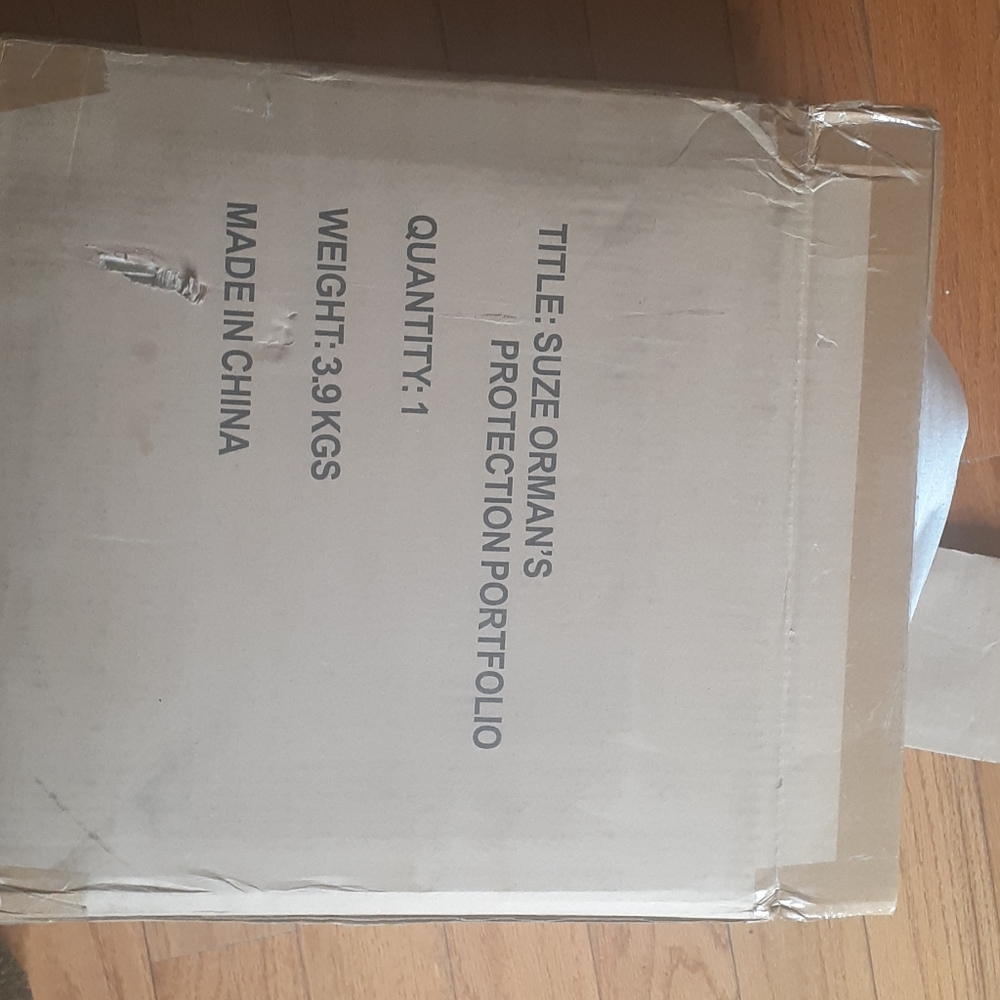 TITLE: SUZE ORMAN'S
PROTECTION PORTFOLIO
QUANTITY: 1
WEIGHT: 3.9 KGS
MADE IN CHINA